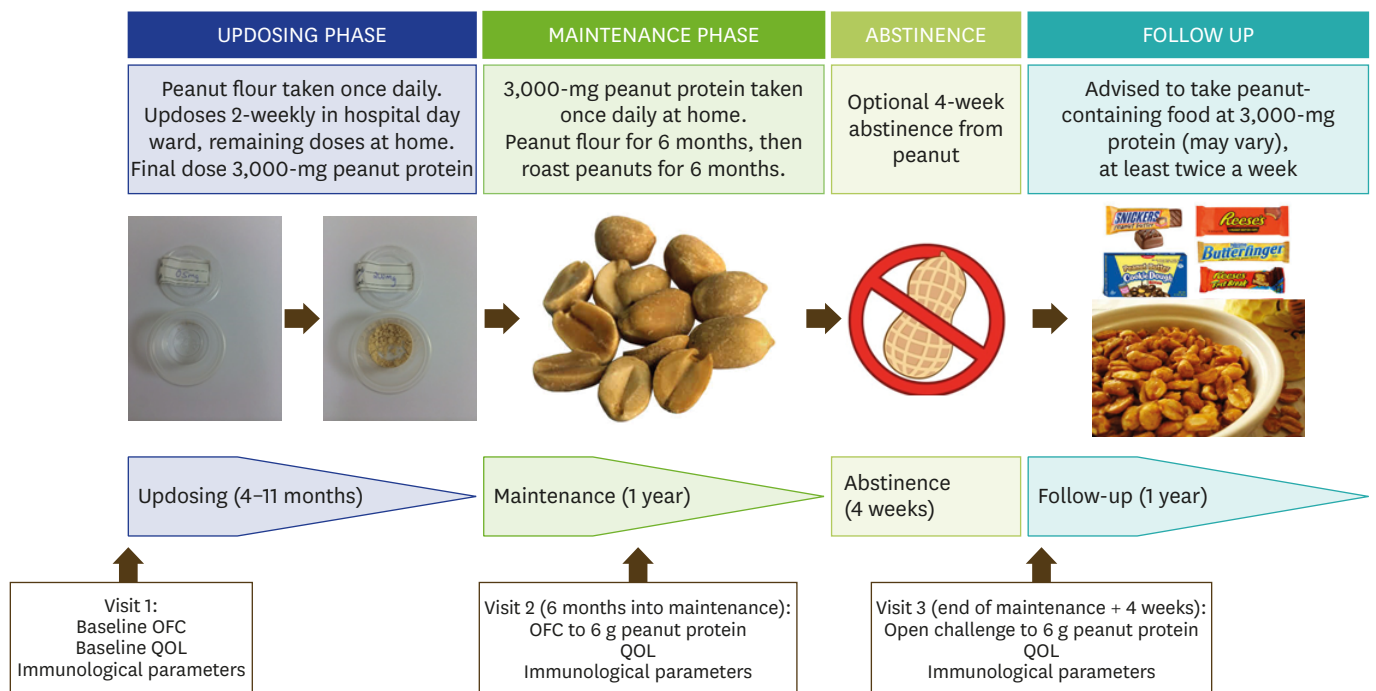 UPDOSING PHASE
MAINTENANCE PHASE
ABSTINENCE
FOLLOW UP
Peanut flour taken once daily.
Updoses 2-weekly in hospital day
ward, remaining doses at home.
Final dose 3,000-mg peanut protein
3,000-mg peanut protein taken
once daily at home.
Peanut flour for 6 months, then
roast peanuts for 6 months.
Optional 4-week
abstinence from
peanut
Advised to take peanut-
containing food at 3,000-mg
protein (may vary),
at least twice a week
SNICKERS
Reese's
Butterfinger
Peanut Butter
Cookie Dough
Reese's
Updosing (4–11 months)
Maintenance (1 year)
Abstinence
(4 weeks)
Follow-up (1 year)
Visit 1:
Baseline OFC
Baseline QOL
Immunological parameters
Visit 2 (6 months into maintenance):
OFC to 6 g peanut protein
QOL
Immunological parameters
Visit 3 (end of maintenance + 4 weeks):
Open challenge to 6 g peanut protein
QOL
Immunological parameters